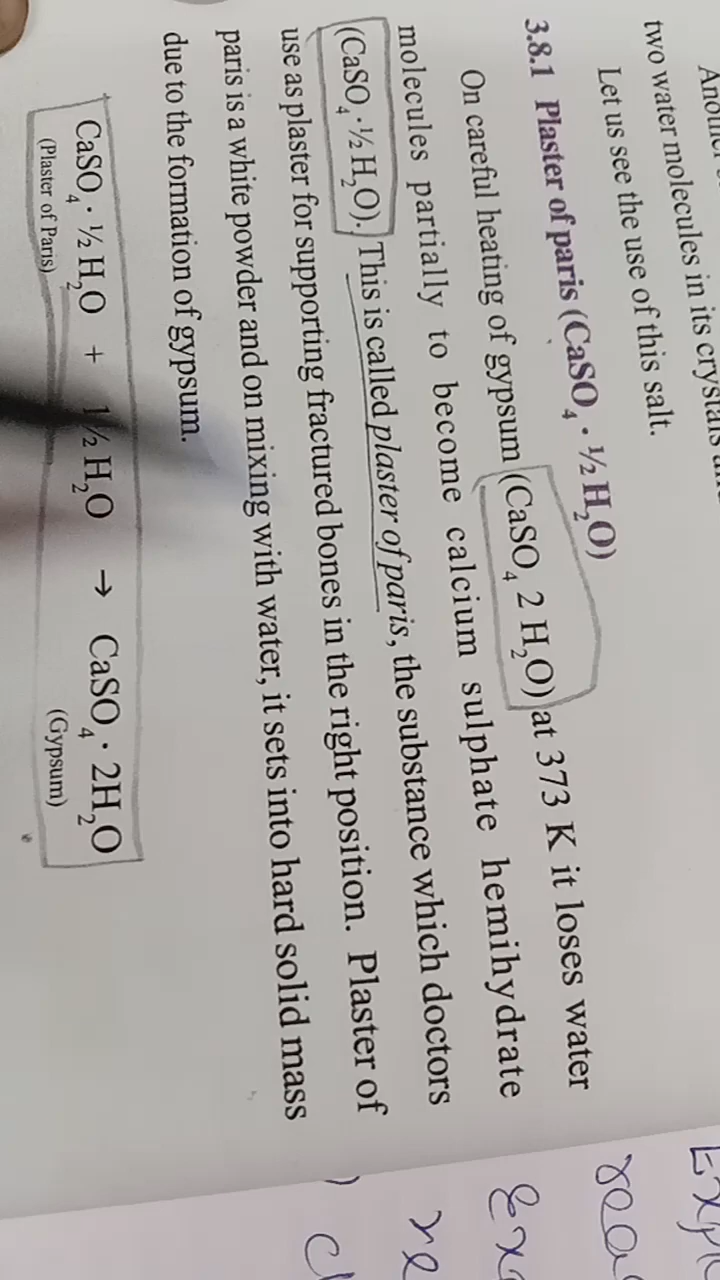 two water molecules in its crystals
Let us see the use of this salt.
3.8.1 Plaster of paris (CaSO₄ · ½ H₂O)
On careful heating of gypsum (CaSO₄ 2 H₂O) at 373 K it loses water
molecules partially to become calcium sulphate hemihydrate
(CaSO₄ · ½ H₂O). This is called plaster of paris, the substance which doctors
use as plaster for supporting fractured bones in the right position. Plaster of
paris is a white powder and on mixing with water, it sets into hard solid mass
due to the formation of gypsum.
CaSO₄ · ½ H₂O + 1 ½ H₂O → CaSO₄ · 2H₂O
(Plaster of Paris) (Gypsum)